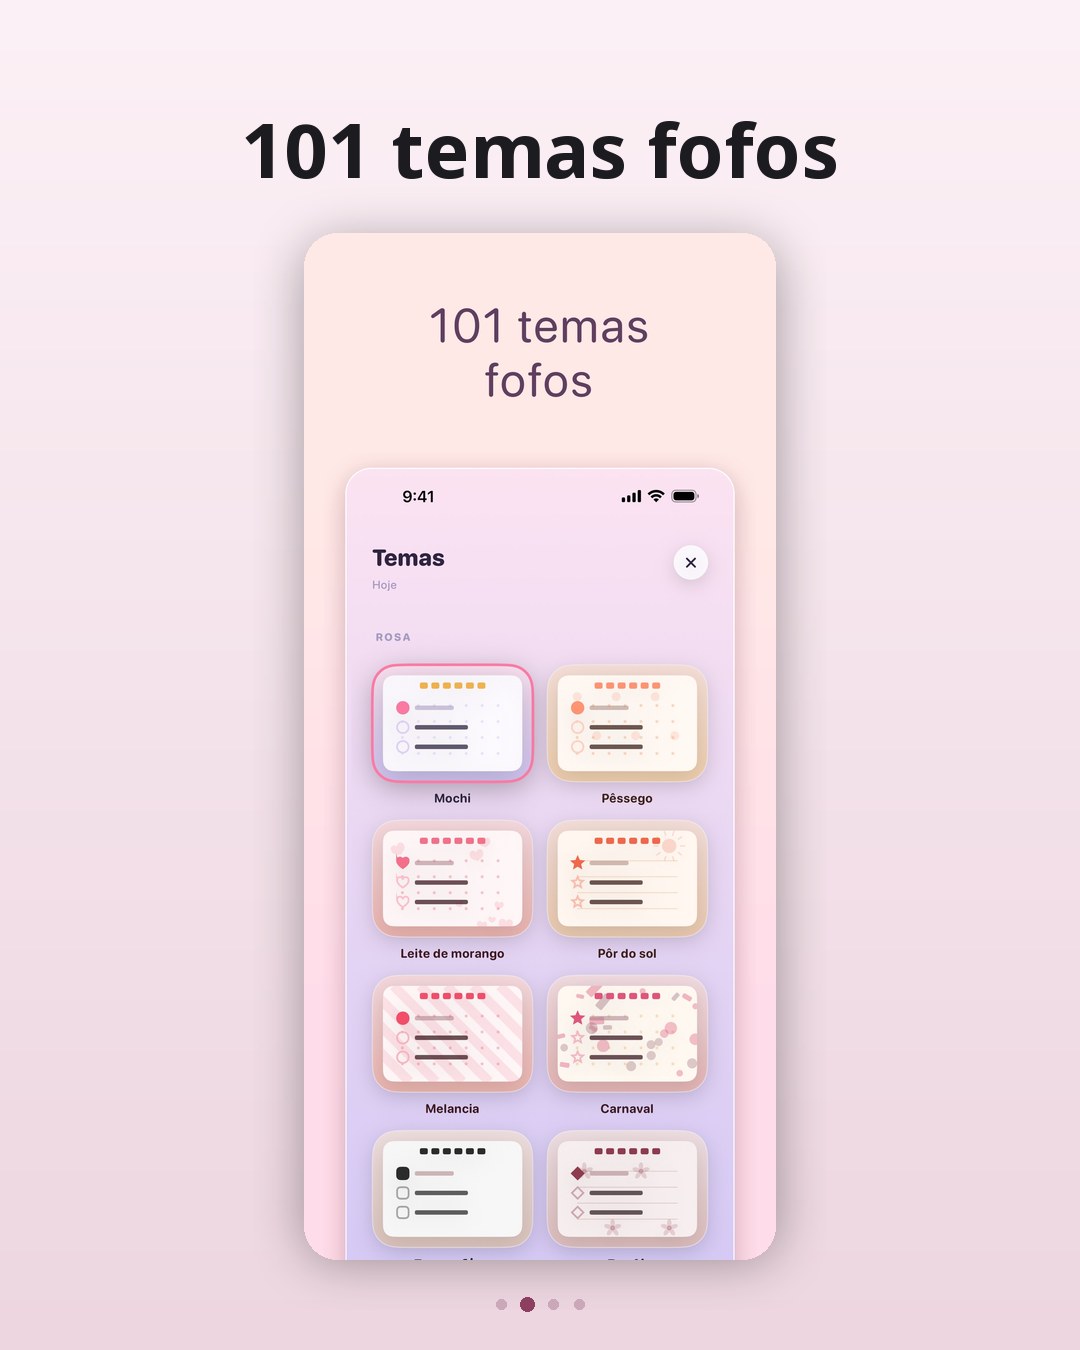 101 temas fofos
101 temas
fofos
9:41
Temas
Hoje
ROSA
Mochi
Pêssego
Leite de morango
Pôr do sol
Melancia
Carnaval